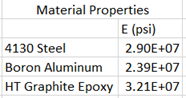 Material Properties
E (psi)
4130 Steel 2.90E+07
Boron Aluminum 2.39E+07
HT Graphite Epoxy 3.21E+07